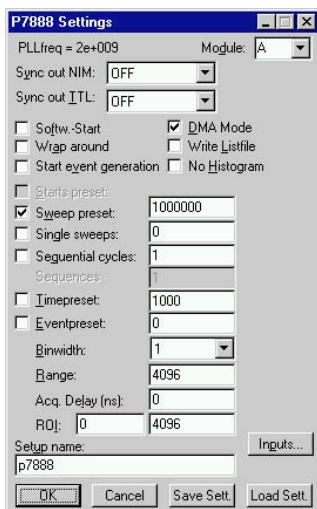 P7888 Settings
PLLfreq = 2e+009 Module: A
Sync out NIM: OFF
Sync out TTL: OFF
Softw.-Start DMA Mode
Wrap around Write Listfile
Start event generation No Histogram
Starts preset:
Sweep preset: 1000000
Single sweeps: 0
Sequential cycles: 1
Sequences 1
Timepreset: 1000
Eventpreset: 0
Binwidth: 1
Range: 4096
Acq. Delay (ns): 0
ROI: 0 4096
Setup name: Inputs...
p7888
OK Cancel Save Sett. Load Sett.